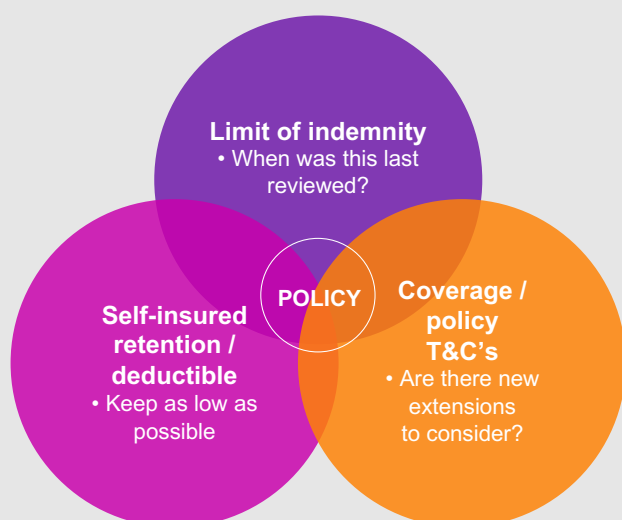 Limit of indemnity
• When was this last
reviewed?
POLICY
Self-insured
retention /
deductible
• Keep as low as
possible
Coverage /
policy
T&C's
• Are there new
extensions
to consider?